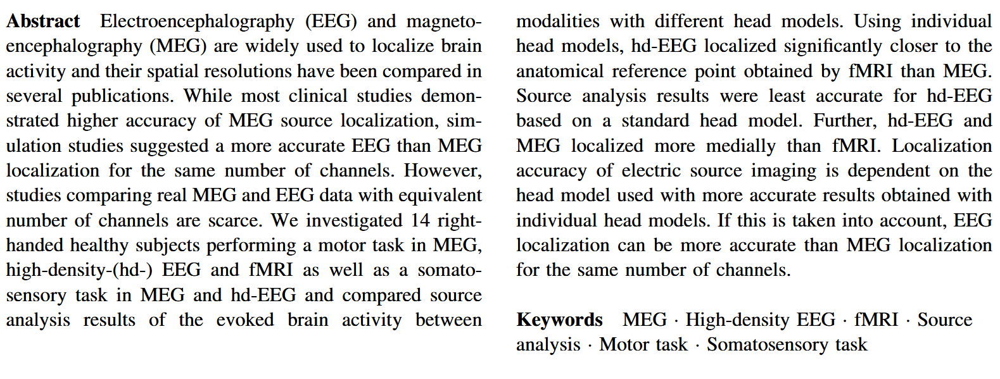 Abstract Electroencephalography (EEG) and magneto-
encephalography (MEG) are widely used to localize brain
activity and their spatial resolutions have been compared in
several publications. While most clinical studies demon-
strated higher accuracy of MEG source localization, sim-
ulation studies suggested a more accurate EEG than MEG
localization for the same number of channels. However,
studies comparing real MEG and EEG data with equivalent
number of channels are scarce. We investigated 14 right-
handed healthy subjects performing a motor task in MEG,
high-density-(hd-) EEG and fMRI as well as a somato-
sensory task in MEG and hd-EEG and compared source
analysis results of the evoked brain activity between
modalities with different head models. Using individual
head models, hd-EEG localized significantly closer to the
anatomical reference point obtained by fMRI than MEG.
Source analysis results were least accurate for hd-EEG
based on a standard head model. Further, hd-EEG and
MEG localized more medially than fMRI. Localization
accuracy of electric source imaging is dependent on the
head model used with more accurate results obtained with
individual head models. If this is taken into account, EEG
localization can be more accurate than MEG localization
for the same number of channels.
Keywords MEG · High-density EEG · fMRI · Source
analysis · Motor task · Somatosensory task